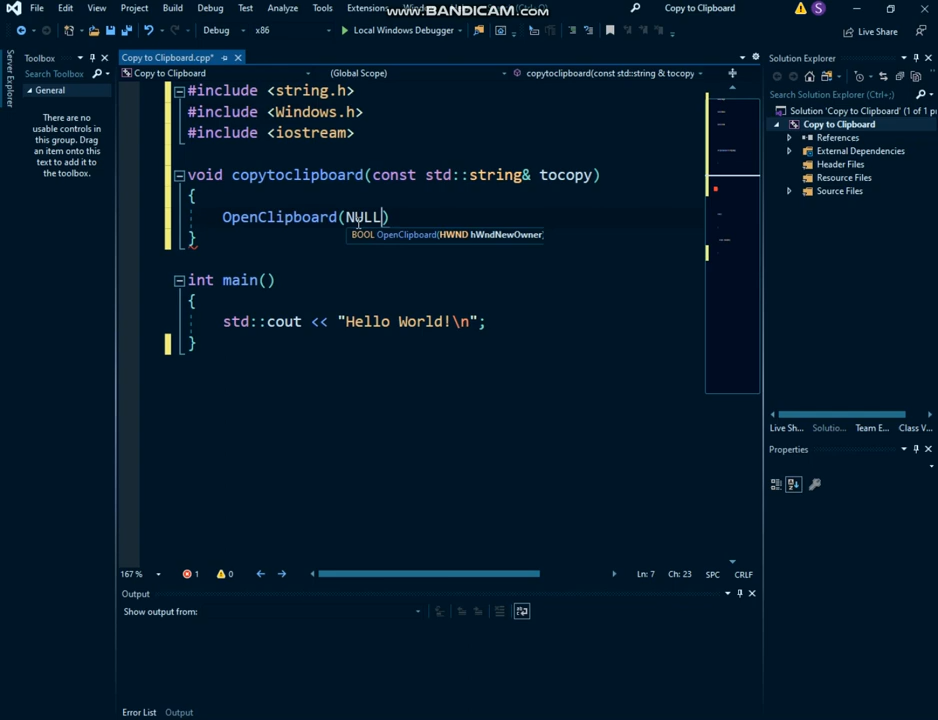 File Edit View Project Build Debug Test Analyze Tools Extensions
www.BANDICAM.com
Copy to Clipboard
S
Debug x86 Local Windows Debugger
Live Share
Server Explorer
Toolbox
Search Toolbox
General
There are no
usable controls in
this group. Drag
an item onto this
text to add it to
the toolbox.
Copy to Clipboard.cpp*
Copy to Clipboard (Global Scope) copytoclipboard(const std::string & tocopy
#include <string.h>
#include <Windows.h>
#include <iostream>
void copytoclipboard(const std::string& tocopy)
{
OpenClipboard(NULL)
BOOL OpenClipboard(HWND hWndNewOwner)
}
int main()
{
std::cout << "Hello World!\n";
}
167 % 1 0 Ln: 7 Ch: 23 SPC CRLF
Output
Show output from:
Error List Output
Solution Explorer
Search Solution Explorer (Ctrl+;)
Solution 'Copy to Clipboard' (1 of 1 p
Copy to Clipboard
References
External Dependencies
Header Files
Resource Files
Source Files
Live Sh... Solutio... Team E... Class V...
Properties